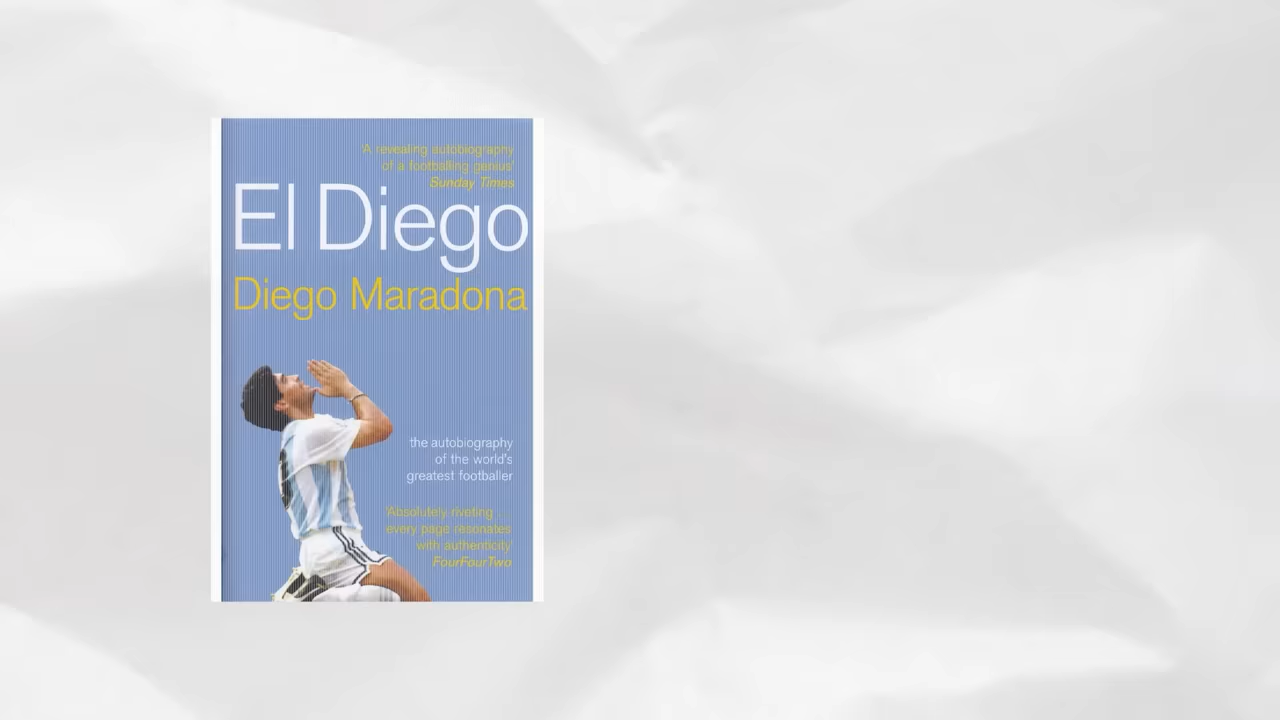 'A revealing autobiography
of a footballing genius'
Sunday Times
El Diego
Diego Maradona
the autobiography
of the world's
greatest footballer
'Absolutely riveting ...
every page resonates
with authenticity'
FourFourTwo